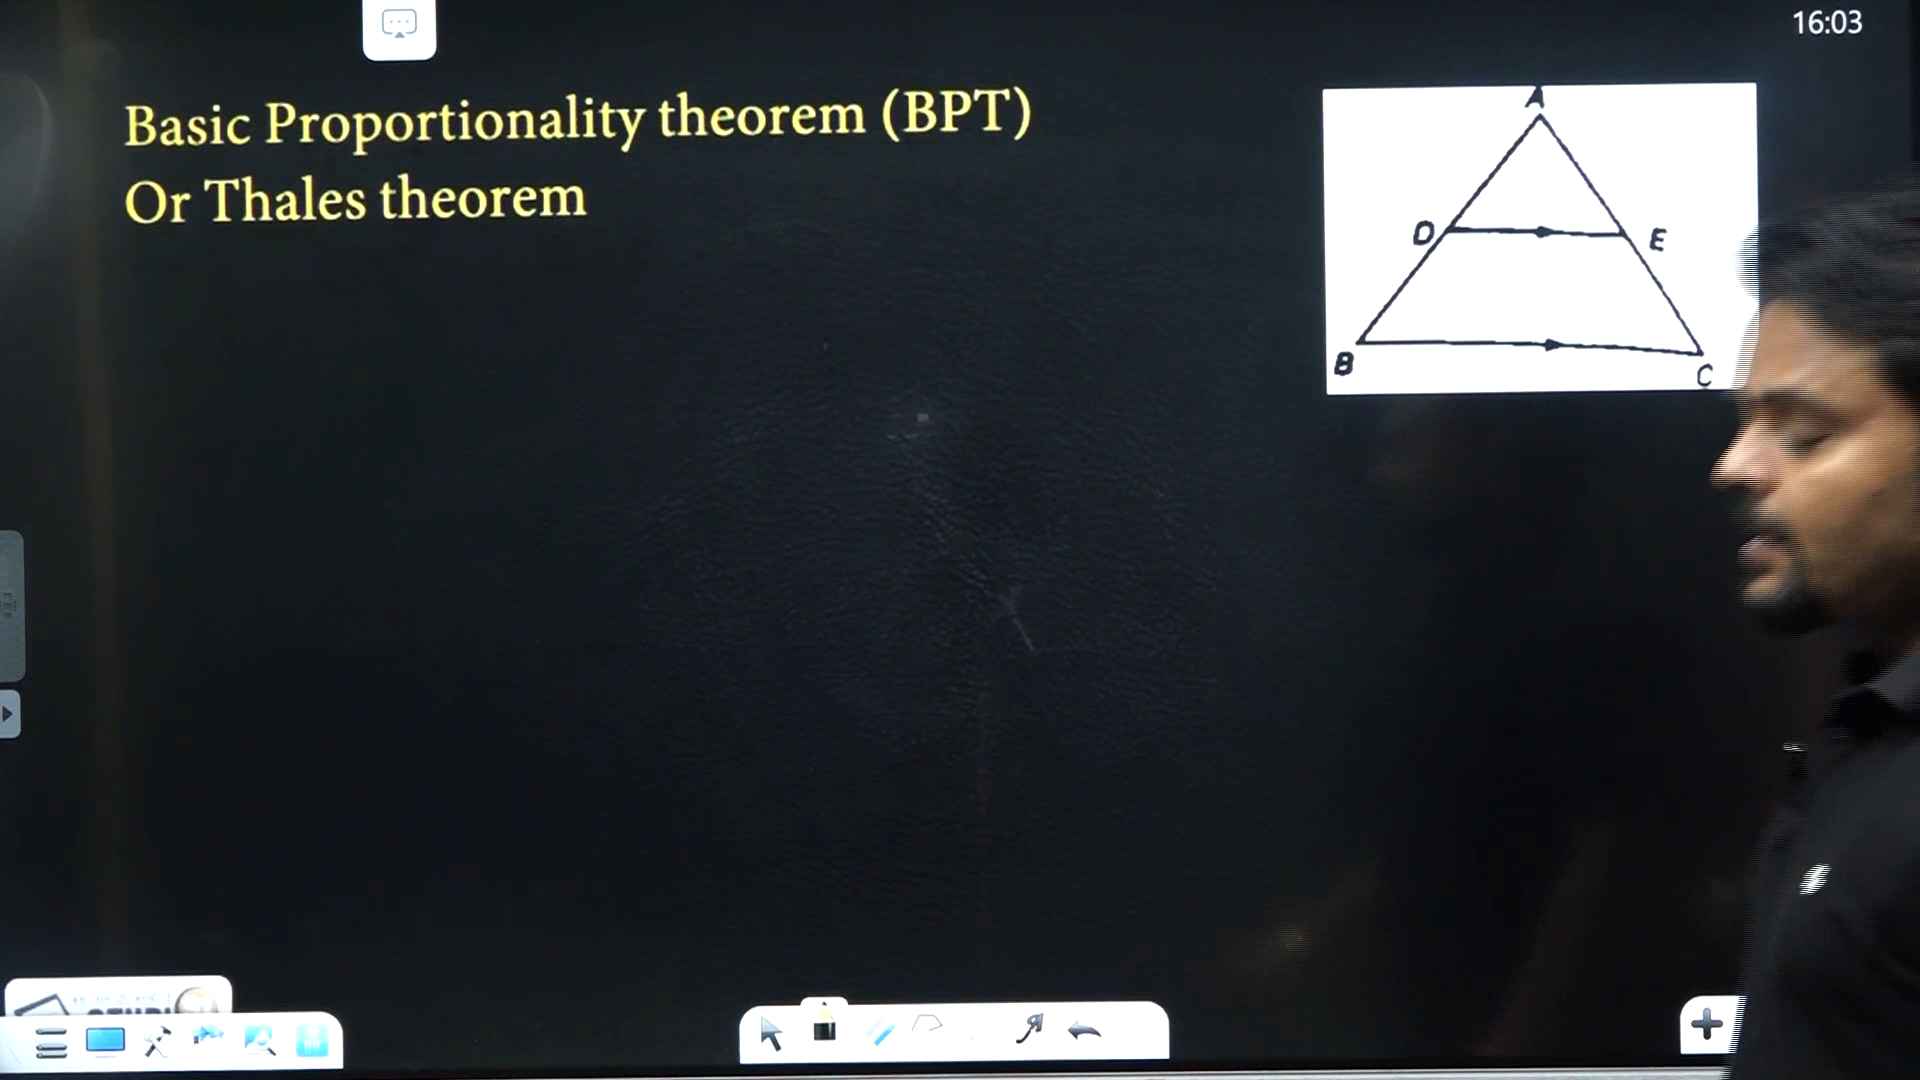 16:03
Basic Proportionality theorem (BPT)
Or Thales theorem
A
D
E
B
C